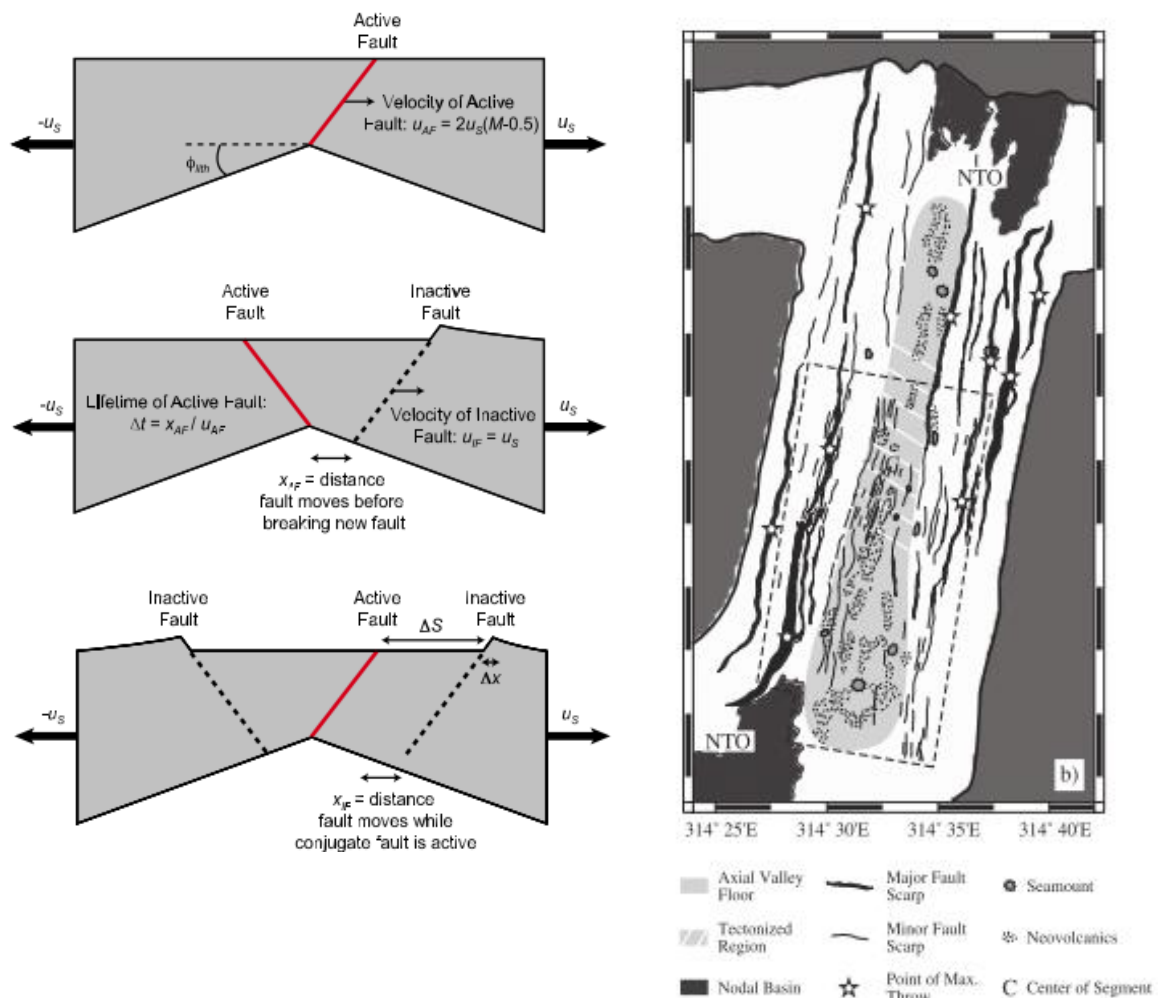 Active
Fault
Velocity of Active
Fault: u_AF = 2u_S(M-0.5)
-u_S
u_S
ϕ_lith
Active
Fault
Inactive
Fault
-u_S
u_S
Lifetime of Active Fault:
Δt = x_AF / u_AF
Velocity of Inactive
Fault: u_IF = u_S
x_AF = distance
fault moves before
breaking new fault
Inactive
Fault
Active
Fault
Inactive
Fault
ΔS
Δx
-u_S
u_S
x_IF = distance
fault moves while
conjugate fault is active
NTO
NTO
b)
314° 25'E 314° 30'E 314° 35'E 314° 40'E
Axial Valley
Floor
Major Fault
Scarp
Seamount
Tectonized
Region
Minor Fault
Scarp
Neovolcanics
Nodal Basin
Point of Max.
Throw
C Center of Segment